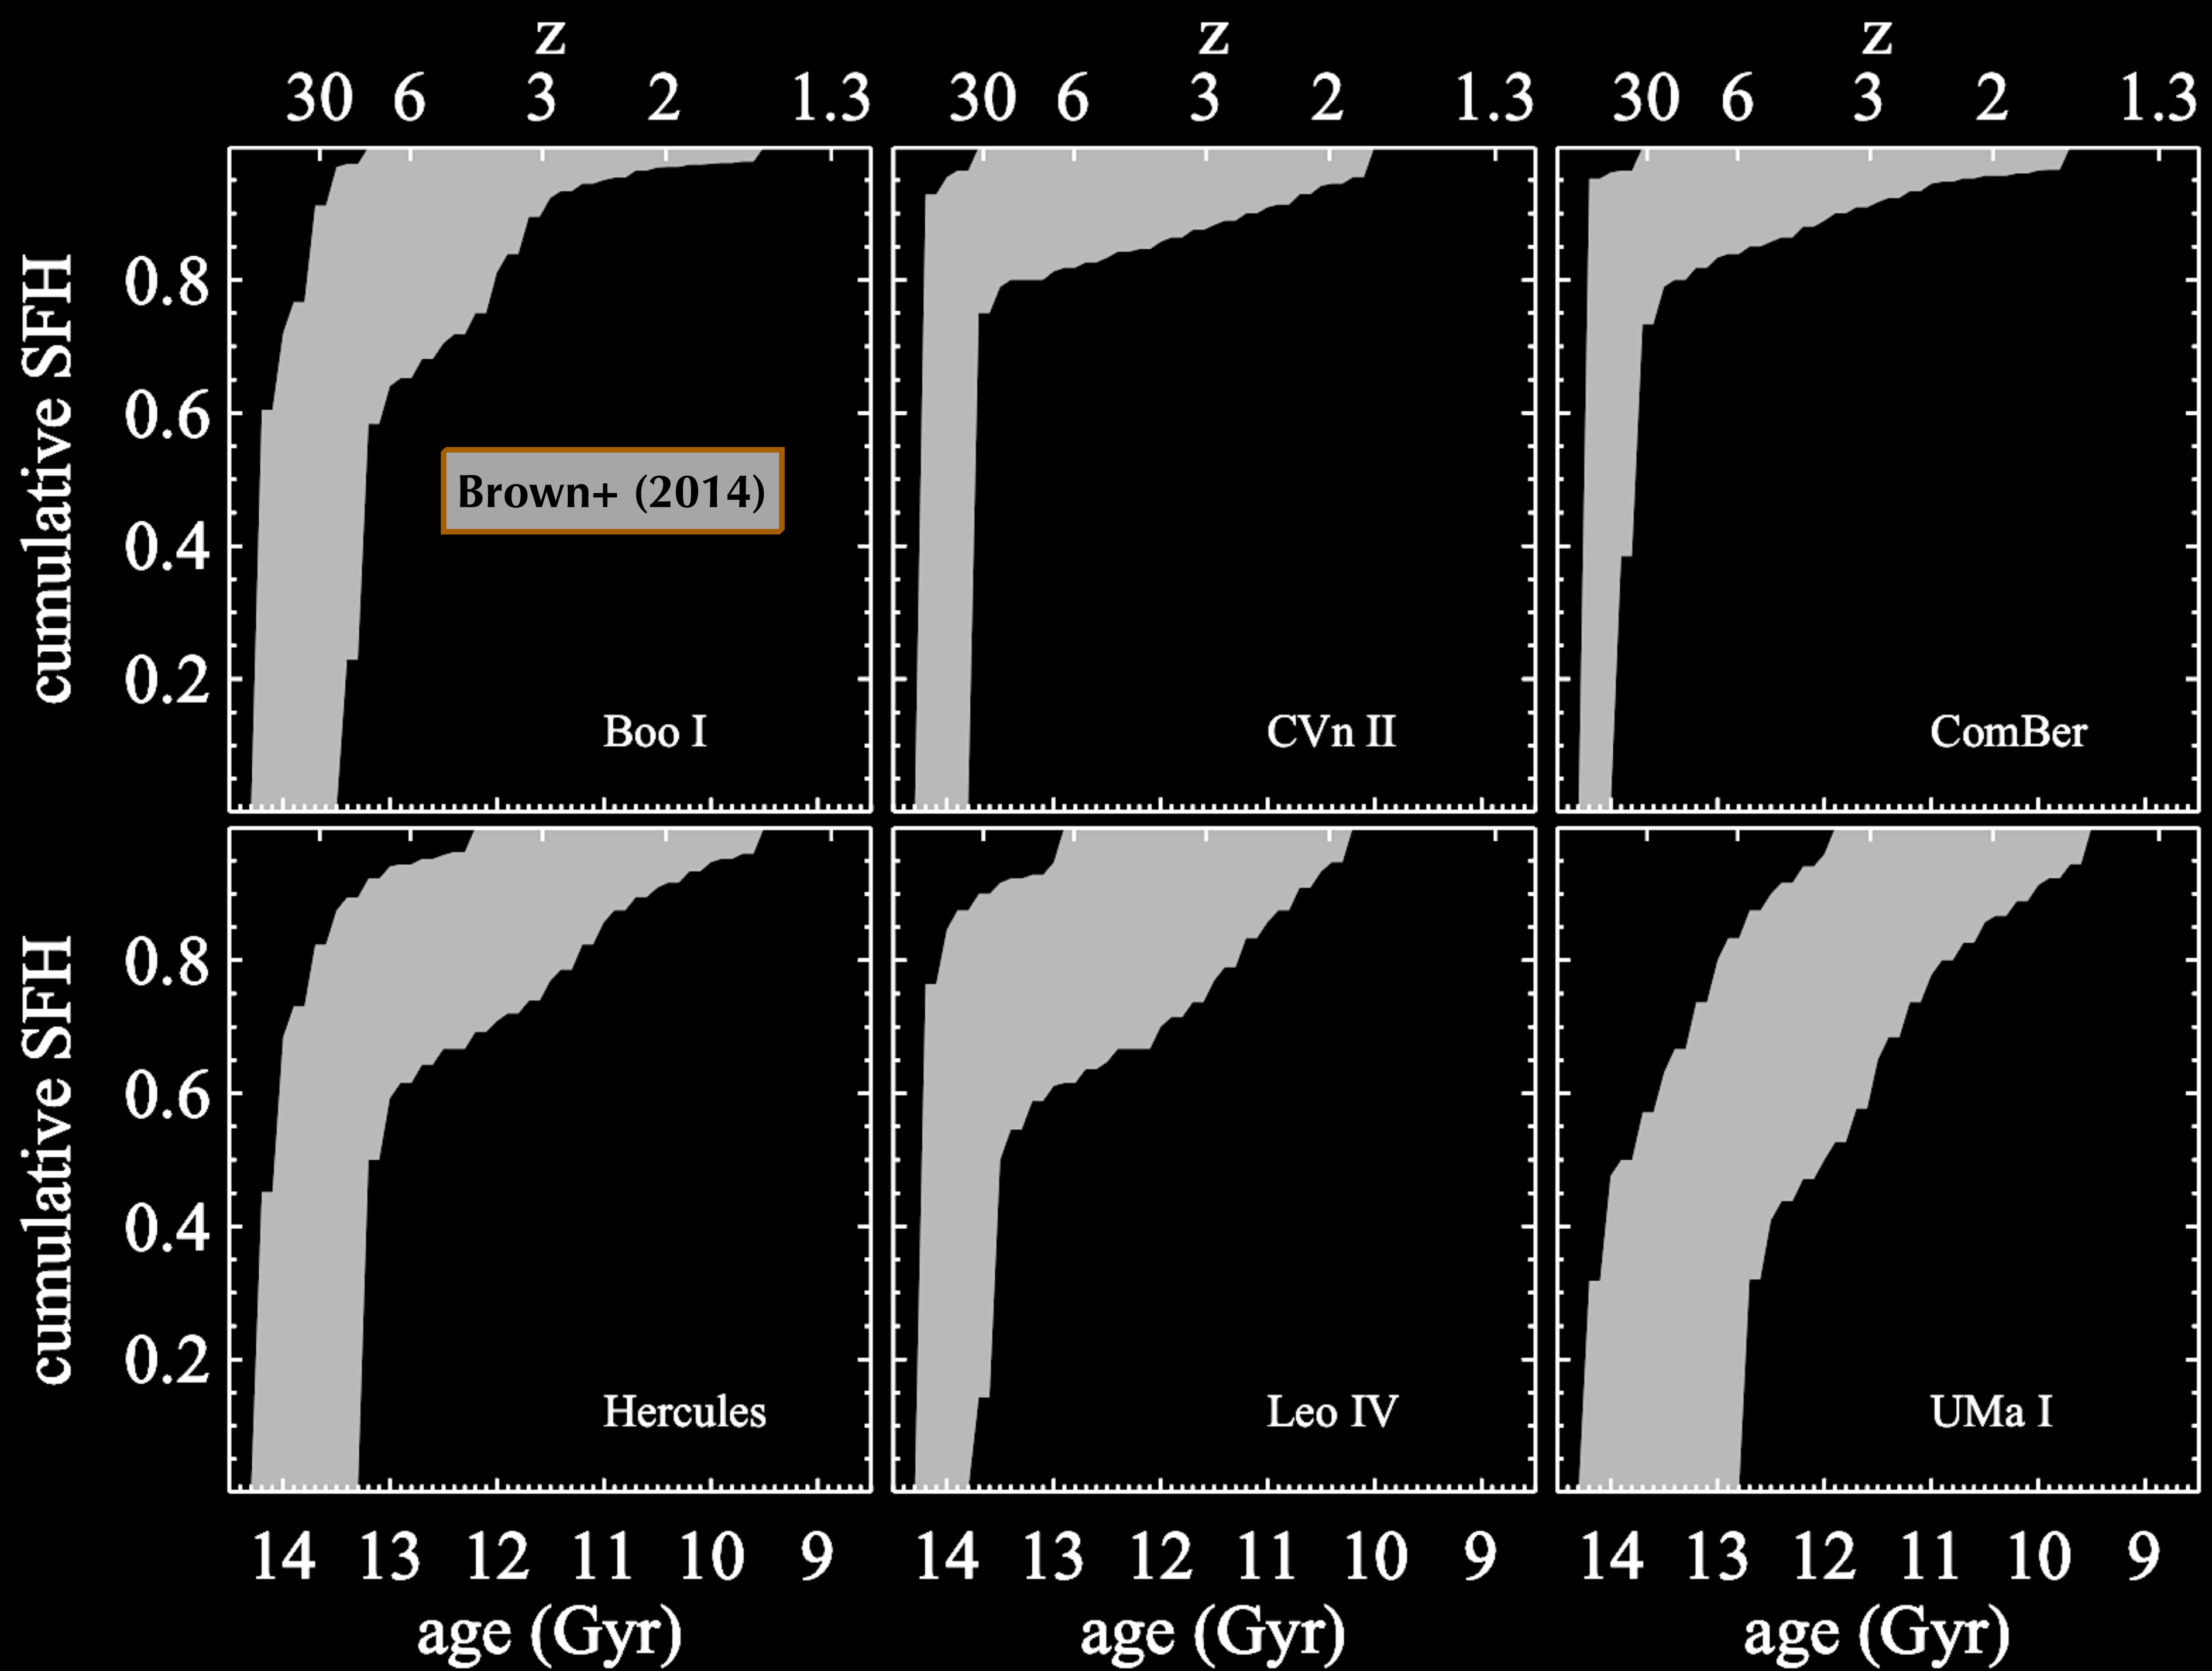 z z z
30 6 3 2 1.3 30 6 3 2 1.3 30 6 3 2 1.3
cumulative SFH
0.8
0.6
0.4
0.2
Brown+ (2014)
Boo I
CVn II
ComBer
cumulative SFH
0.8
0.6
0.4
0.2
Hercules
Leo IV
UMa I
14 13 12 11 10 9 14 13 12 11 10 9 14 13 12 11 10 9
age (Gyr) age (Gyr) age (Gyr)